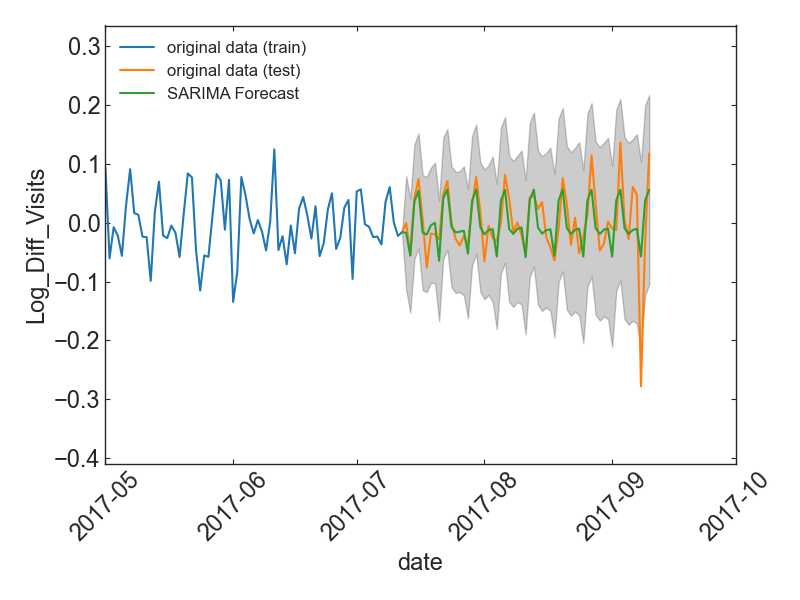 original data (train)
original data (test)
SARIMA Forecast
0.3
0.2
0.1
0.0
−0.1
−0.2
−0.3
−0.4
Log_Diff_Visits
2017-05
2017-06
2017-07
2017-08
2017-09
2017-10
date